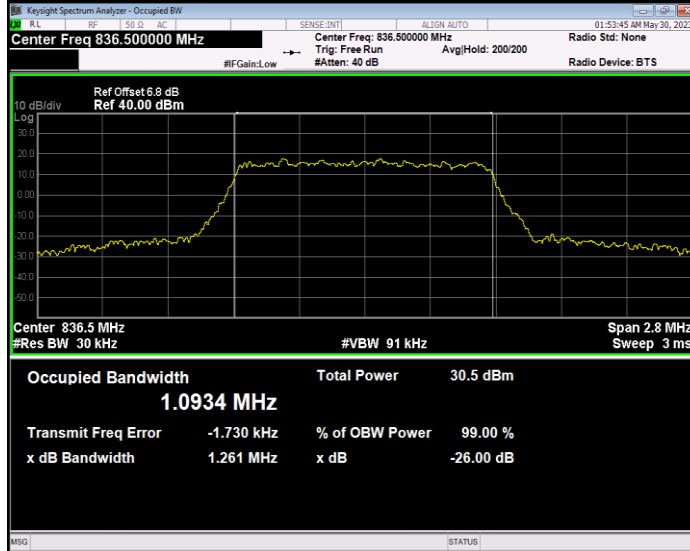 Keysight Spectrum Analyzer - Occupied BW
RL RF 50 Ω AC SENSE:INT ALIGN AUTO 01:53:45 AM May 30, 2023
Center Freq 836.500000 MHz Center Freq: 836.500000 MHz Radio Std: None
Trig: Free Run Avg|Hold: 200/200
#IFGain:Low #Atten: 40 dB Radio Device: BTS
Ref Offset 6.8 dB
10 dB/div Ref 40.00 dBm
Log
30.0
20.0
10.0
0.00
-10.0
-20.0
-30.0
-40.0
-50.0
Center 836.5 MHz Span 2.8 MHz
#Res BW 30 kHz #VBW 91 kHz Sweep 3 ms
Occupied Bandwidth Total Power 30.5 dBm
1.0934 MHz
Transmit Freq Error -1.730 kHz % of OBW Power 99.00 %
x dB Bandwidth 1.261 MHz x dB -26.00 dB
MSG STATUS